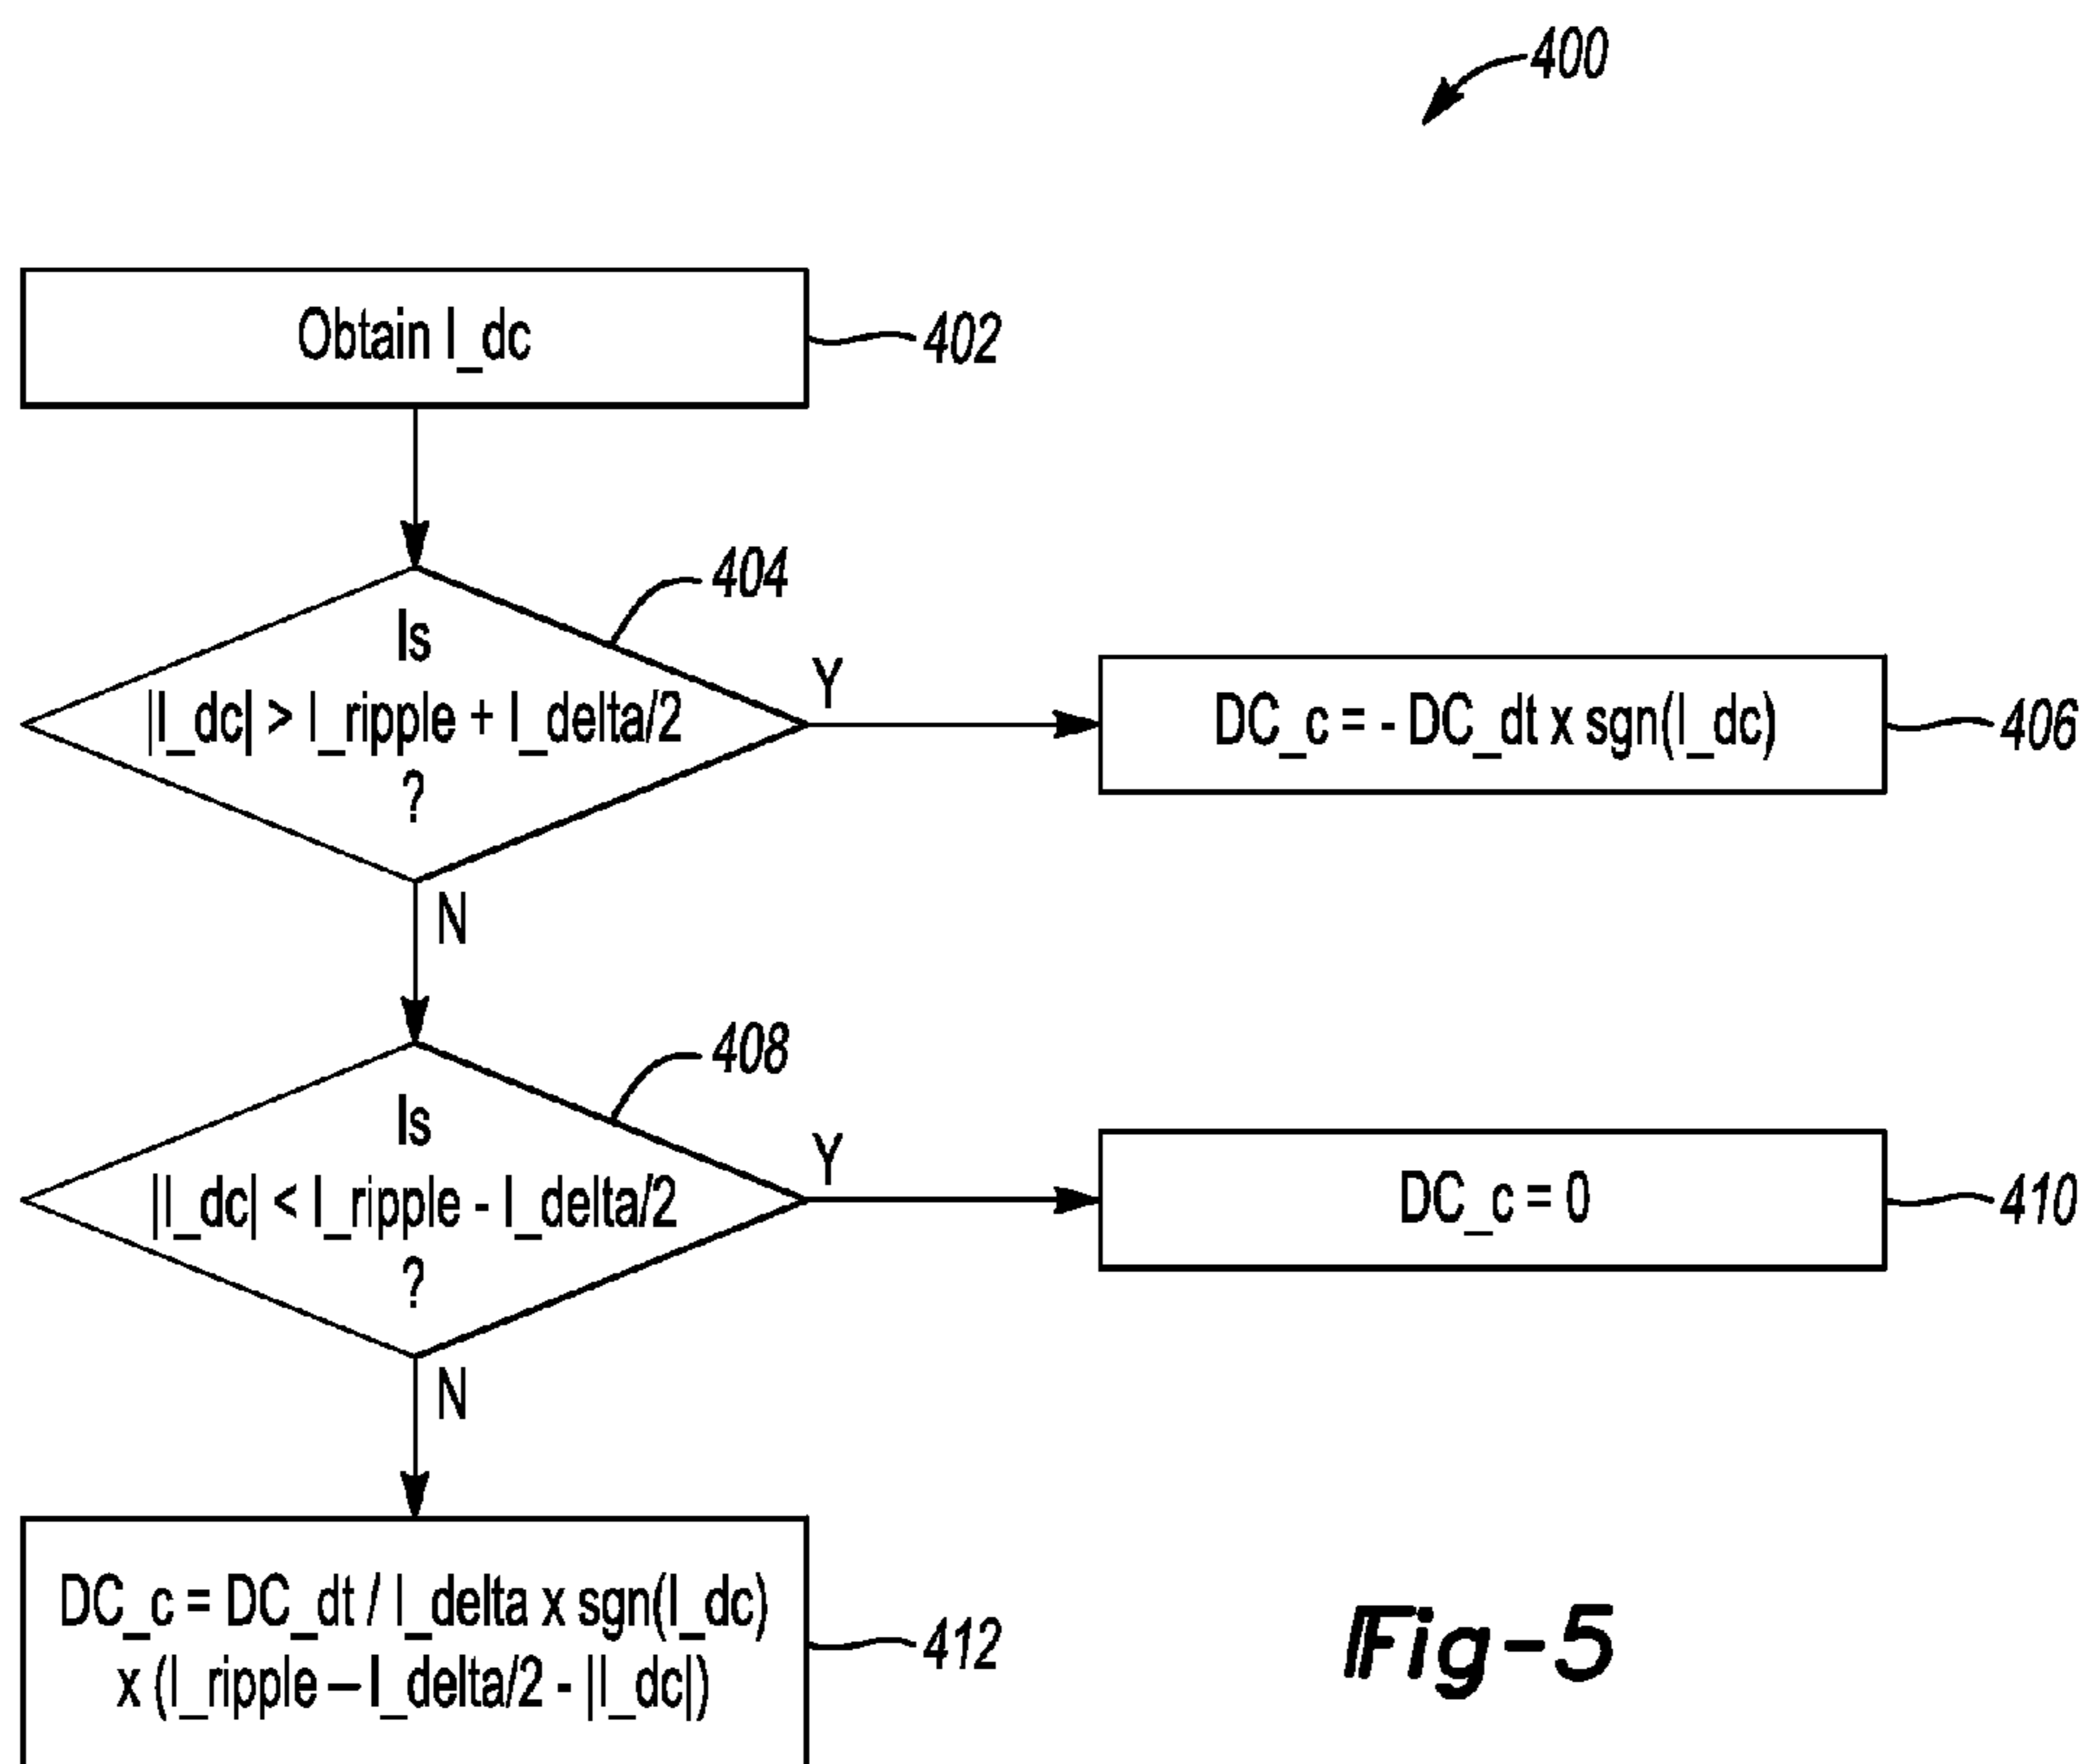 400
Obtain I_dc
402
404
Is
|I_dc| > I_ripple + I_delta/2
?
Y
DC_c = - DC_dt x sgn(I_dc)
406
N
408
Is
|I_dc| < I_ripple - I_delta/2
?
Y
DC_c = 0
410
N
DC_c = DC_dt / I_delta x sgn(I_dc)
x (I_ripple – I_delta/2 - |I_dc|)
412
Fig-5